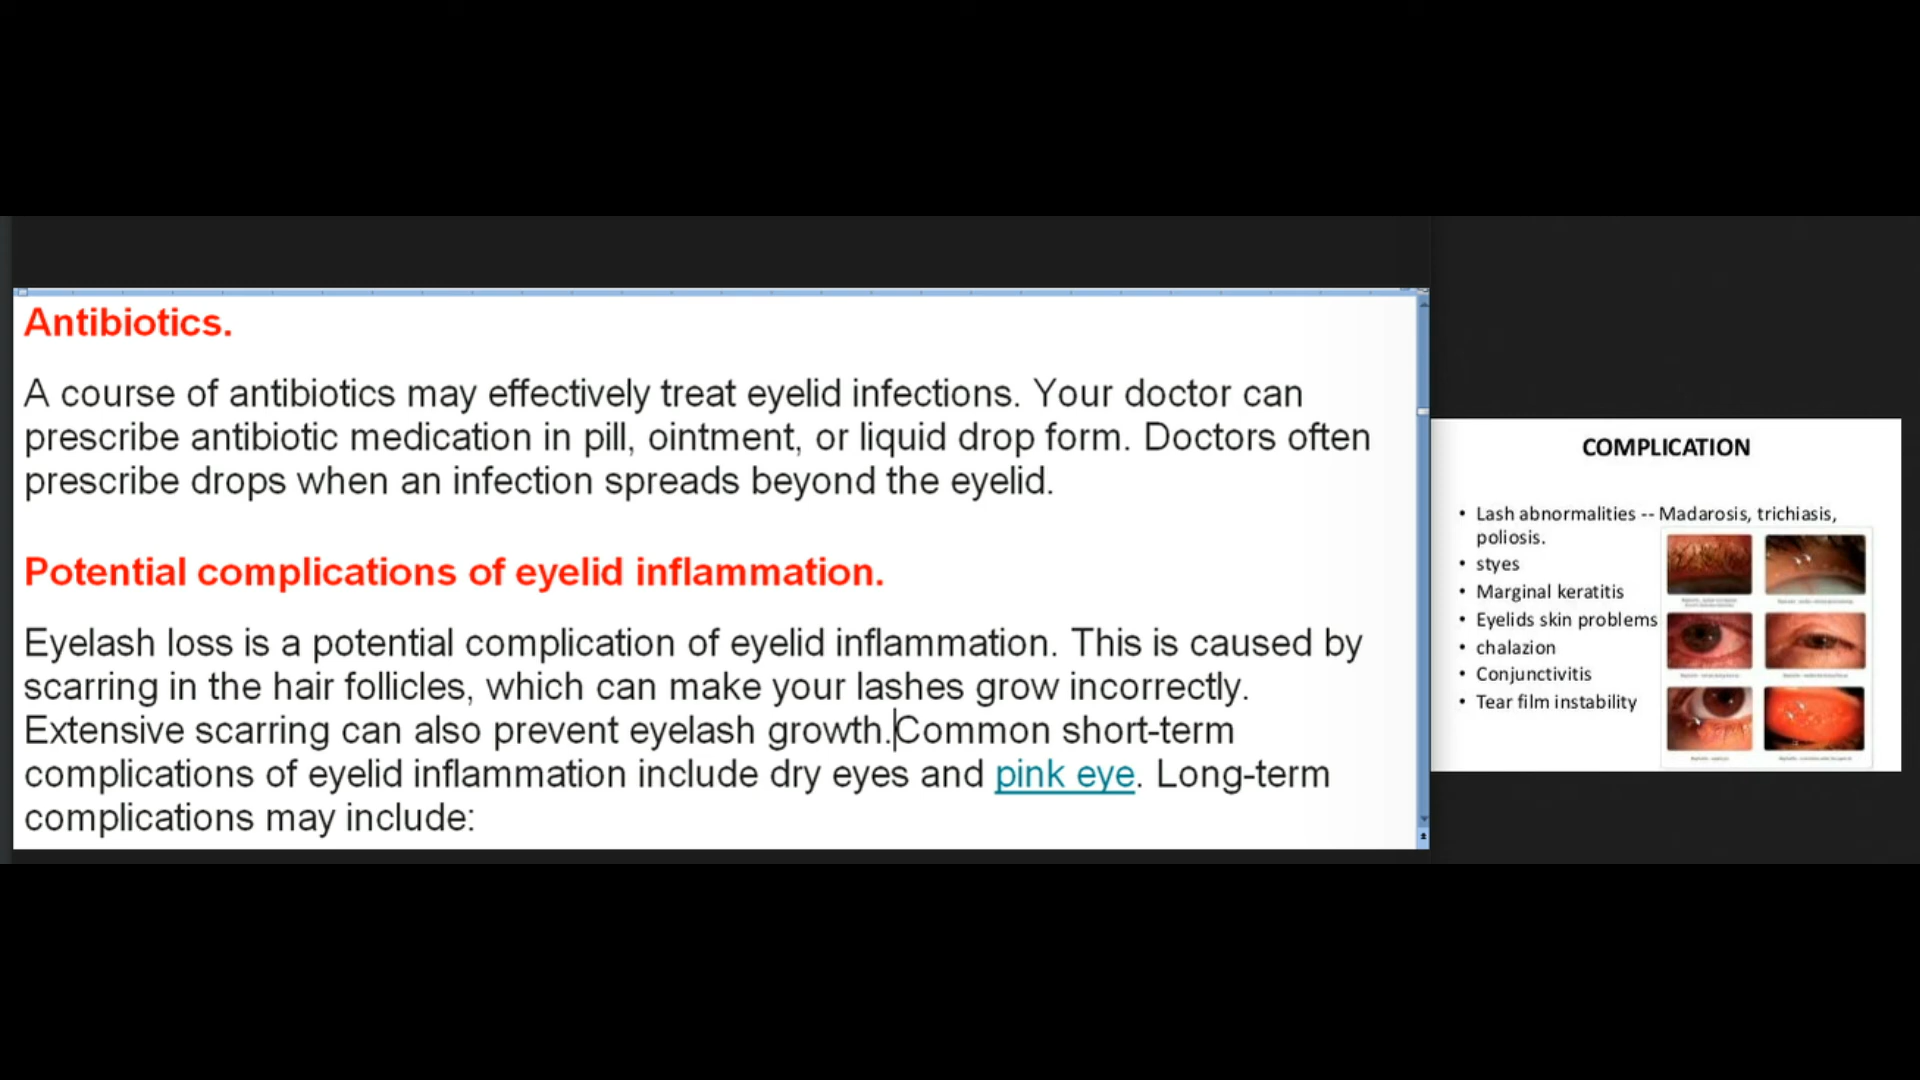 Antibiotics.
A course of antibiotics may effectively treat eyelid infections. Your doctor can
prescribe antibiotic medication in pill, ointment, or liquid drop form. Doctors often
prescribe drops when an infection spreads beyond the eyelid.
Potential complications of eyelid inflammation.
Eyelash loss is a potential complication of eyelid inflammation. This is caused by
scarring in the hair follicles, which can make your lashes grow incorrectly.
Extensive scarring can also prevent eyelash growth.Common short-term
complications of eyelid inflammation include dry eyes and pink eye. Long-term
complications may include:
COMPLICATION
• Lash abnormalities -- Madarosis, trichiasis,
poliosis.
• styes
• Marginal keratitis
• Eyelids skin problems
• chalazion
• Conjunctivitis
• Tear film instability